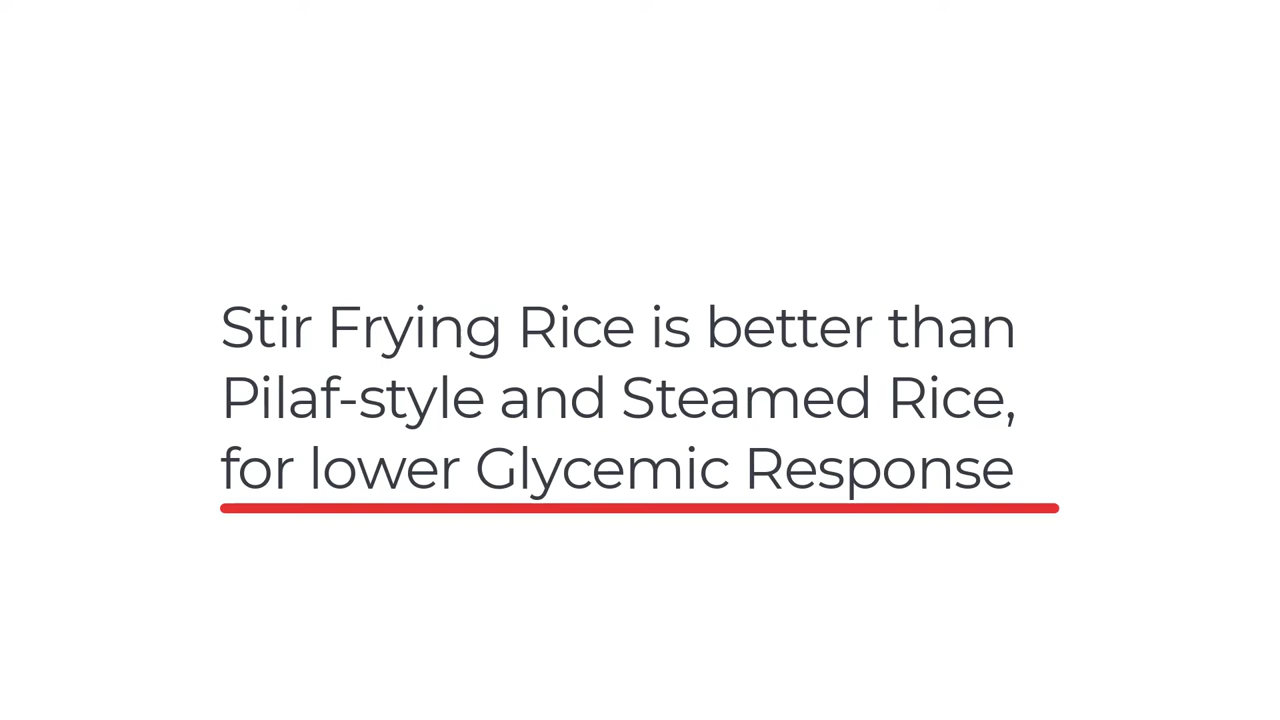 Stir Frying Rice is better than
Pilaf-style and Steamed Rice,
for lower Glycemic Response